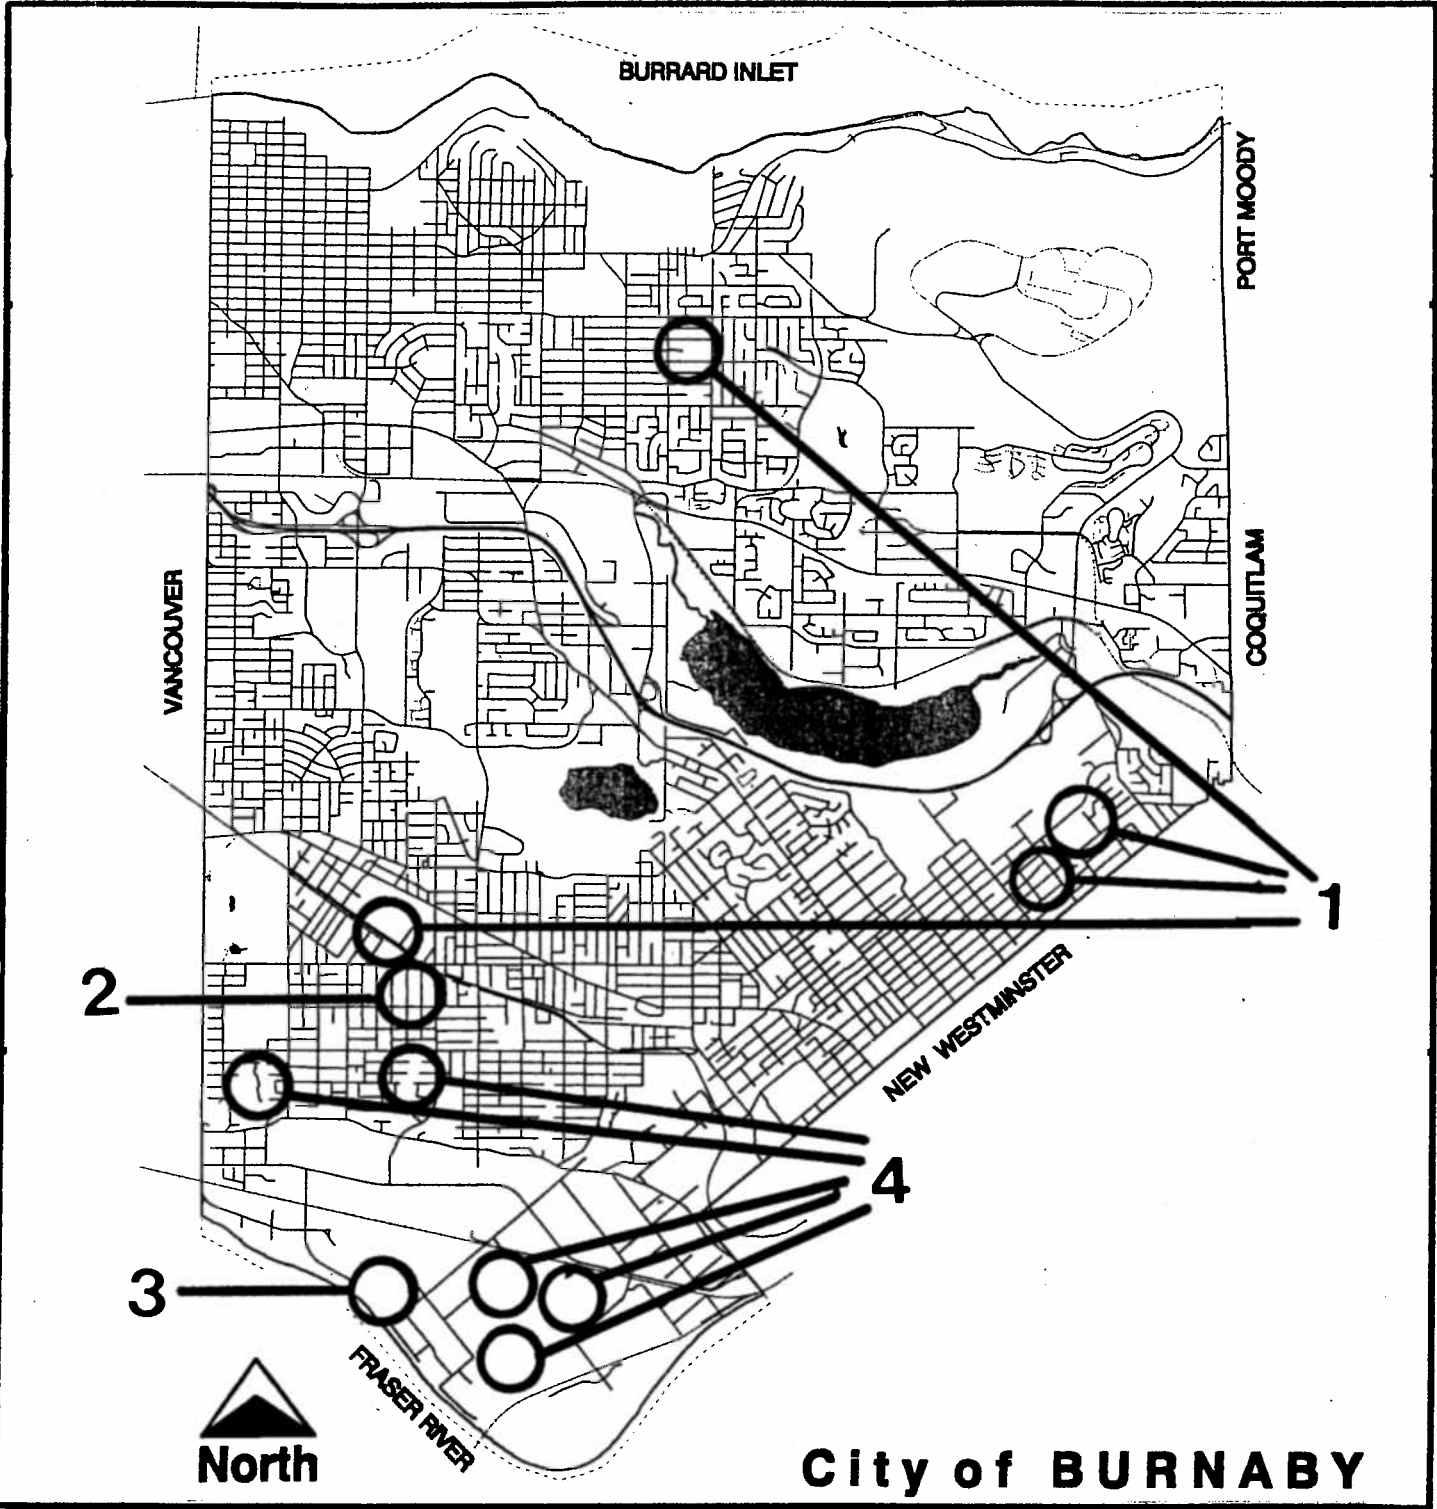 BURRARD INLET
PORT MOODY
COQUITLAM
VANCOUVER
1
2
NEW WESTMINSTER
4
3
FRASER RIVER
North
City of BURNABY